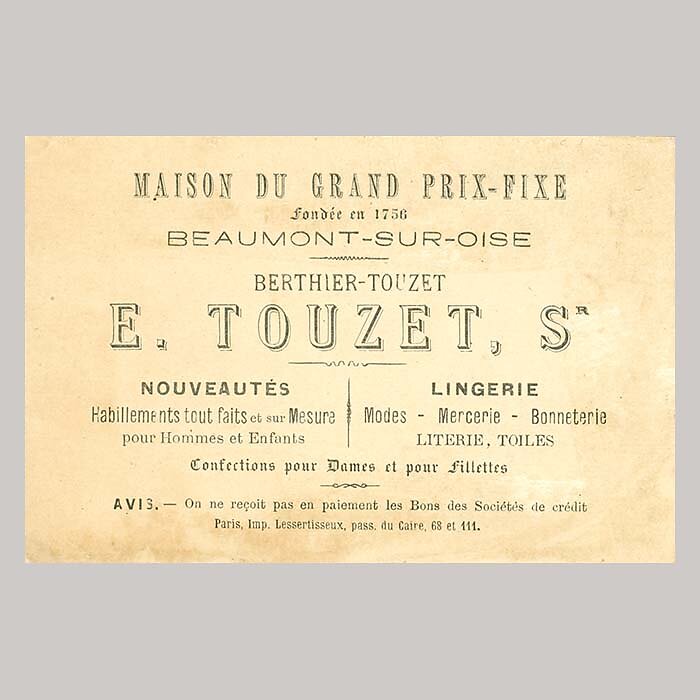 MAISON DU GRAND PRIX-FIXE
Fondée en 1756
BEAUMONT-SUR-OISE
BERTHIER-TOUZET
E. TOUZET, Sr
NOUVEAUTÉS
Habillements tout faits et sur Mesure
pour Hommes et Enfants
LINGERIE
Modes - Mercerie - Bonneterie
LITERIE, TOILES
Confections pour Dames et pour Fillettes
AVIS. — On ne reçoit pas en paiement les Bons des Sociétés de crédit
Paris, Imp. Lessertisseux, pass. du Caire, 68 et 111.